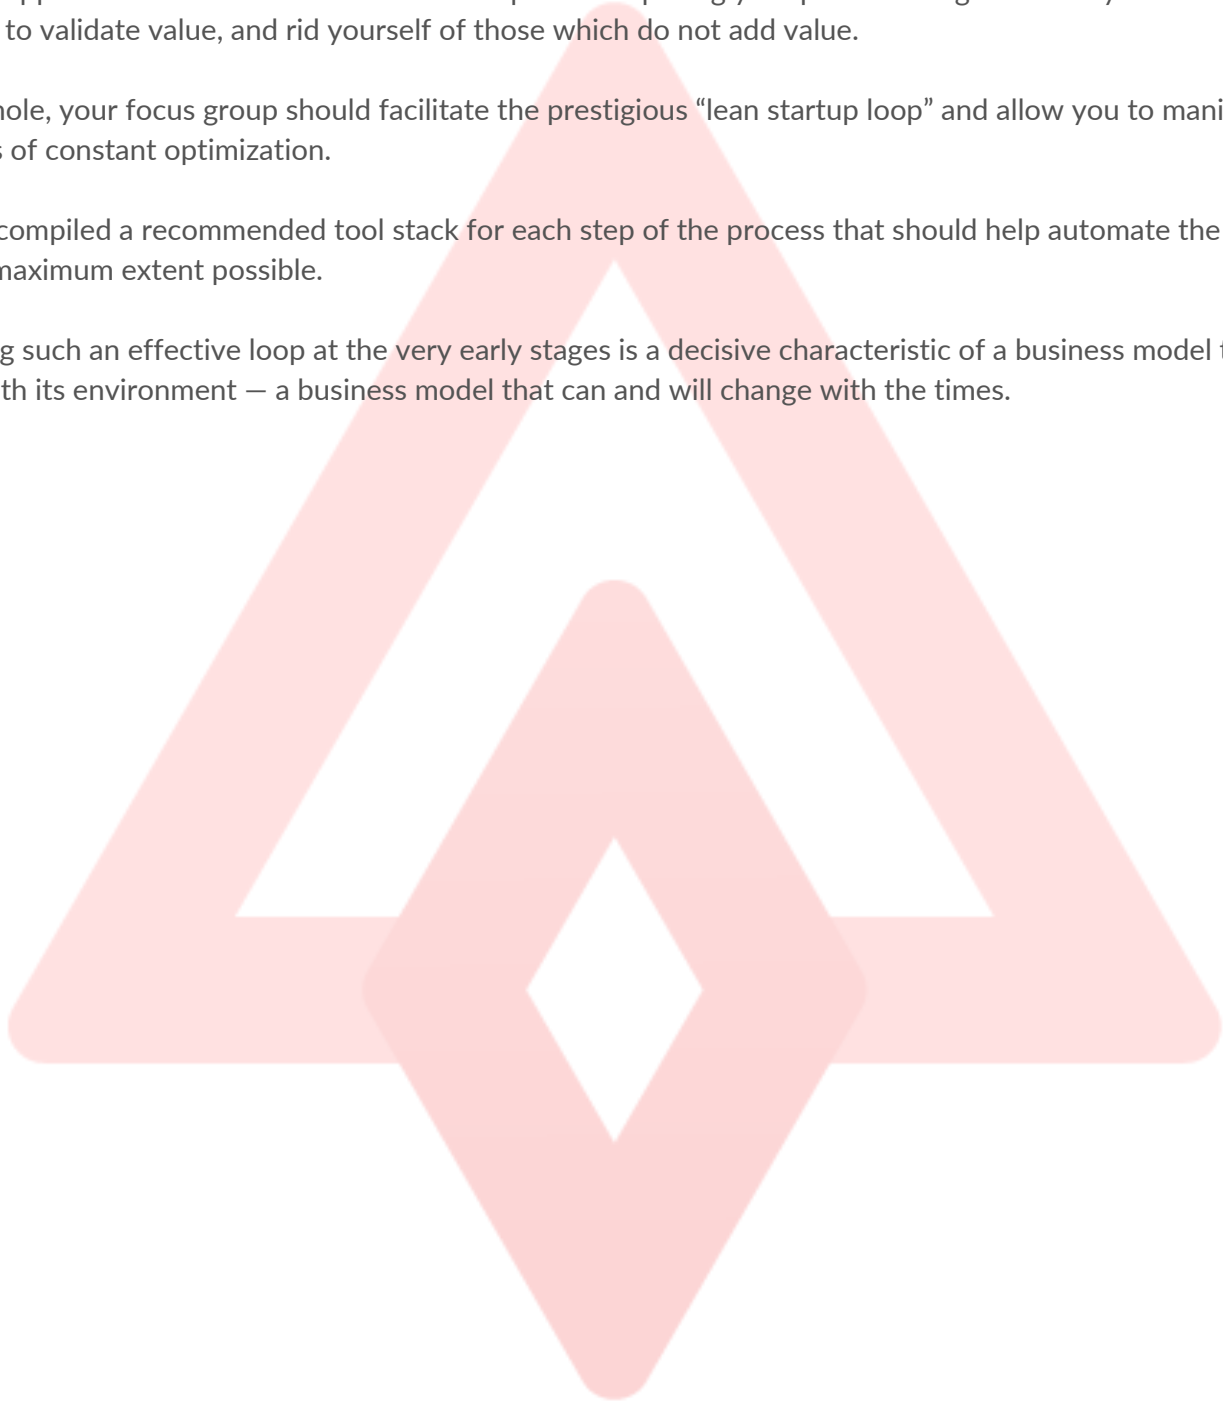 to validate value, and rid yourself of those which do not add value.
your focus group should facilitate the prestigious “lean startup loop” and allow you to
of constant optimization.
compiled a recommended tool stack for each step of the process that should help automate the
maximum extent possible.
such an effective loop at the very early stages is a decisive characteristic of a business model
its environment — a business model that can and will change with the times.